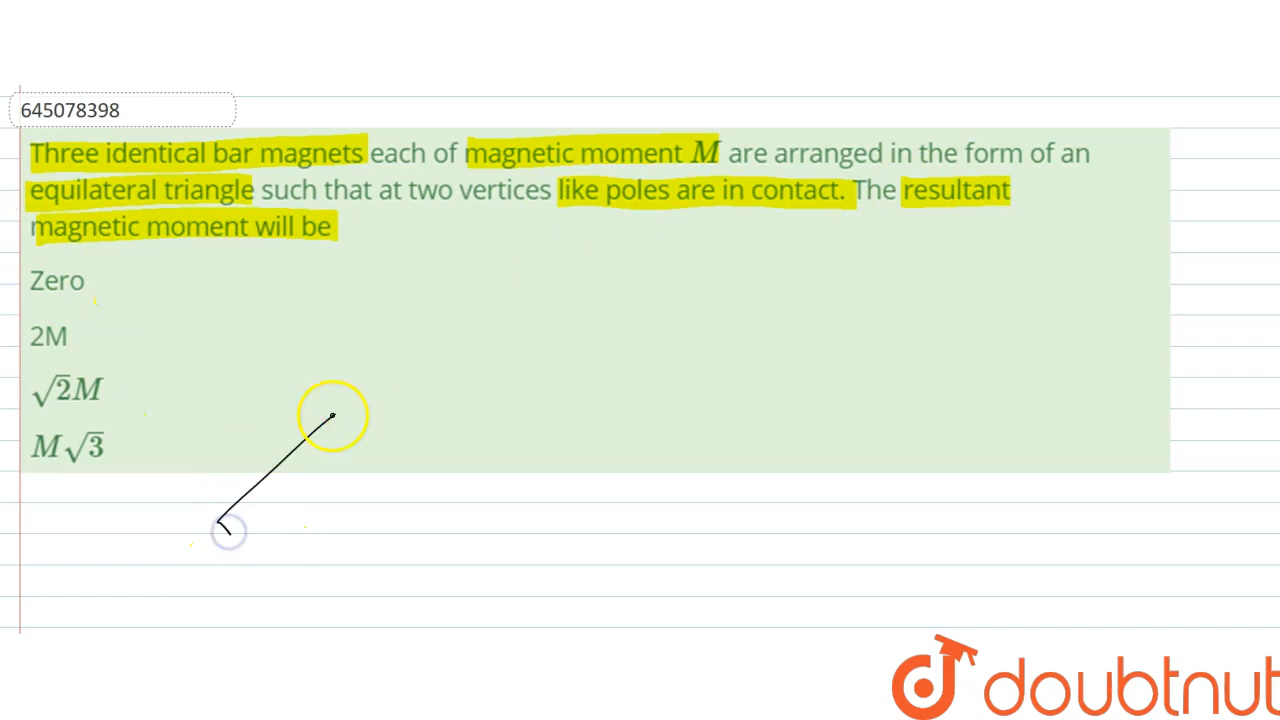 645078398
Three identical bar magnets each of magnetic moment M are arranged in the form of an
equilateral triangle such that at two vertices like poles are in contact. The resultant
magnetic moment will be
Zero
2M
√2M
M√3
doubtnut